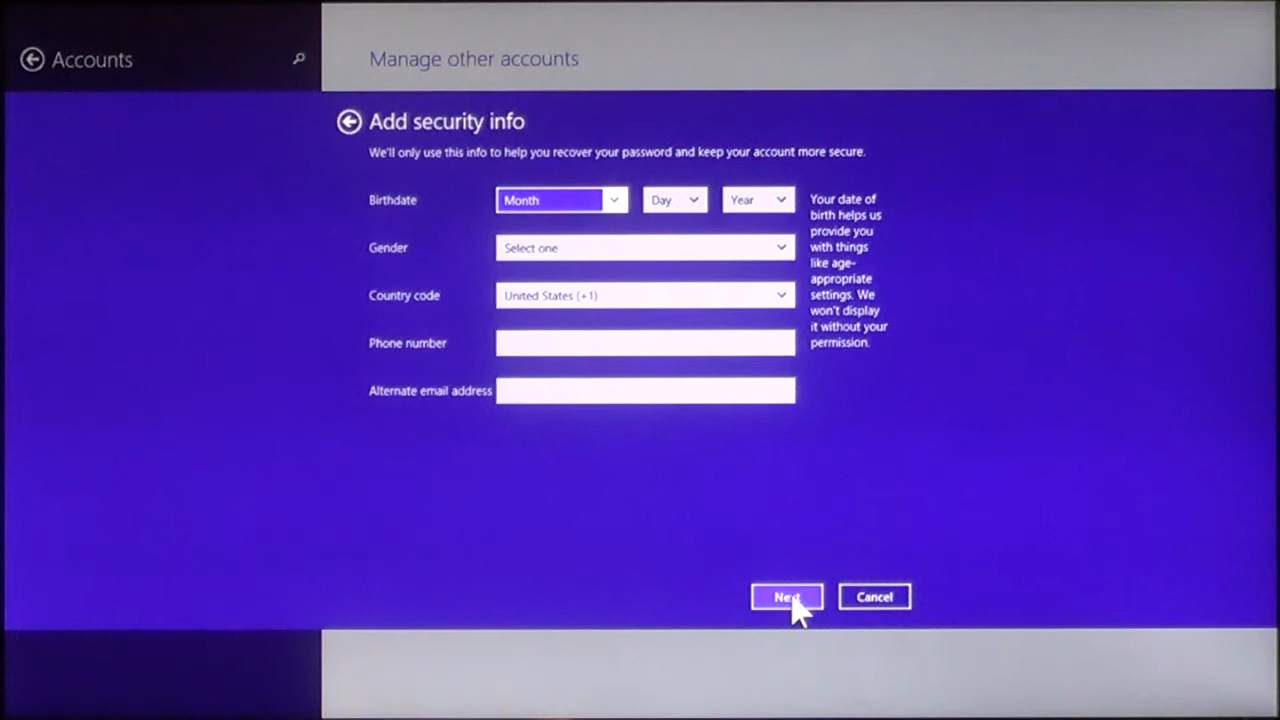 Accounts
Manage other accounts
Add security info
We'll only use this info to help you recover your password and keep your account more secure.
Birthdate
Month
Day
Year
Your date of
birth helps us
provide you
with things
like age-
appropriate
settings. We
won't display
it without your
permission.
Gender
Select one
Country code
United States (+1)
Phone number
Alternate email address
Next
Cancel